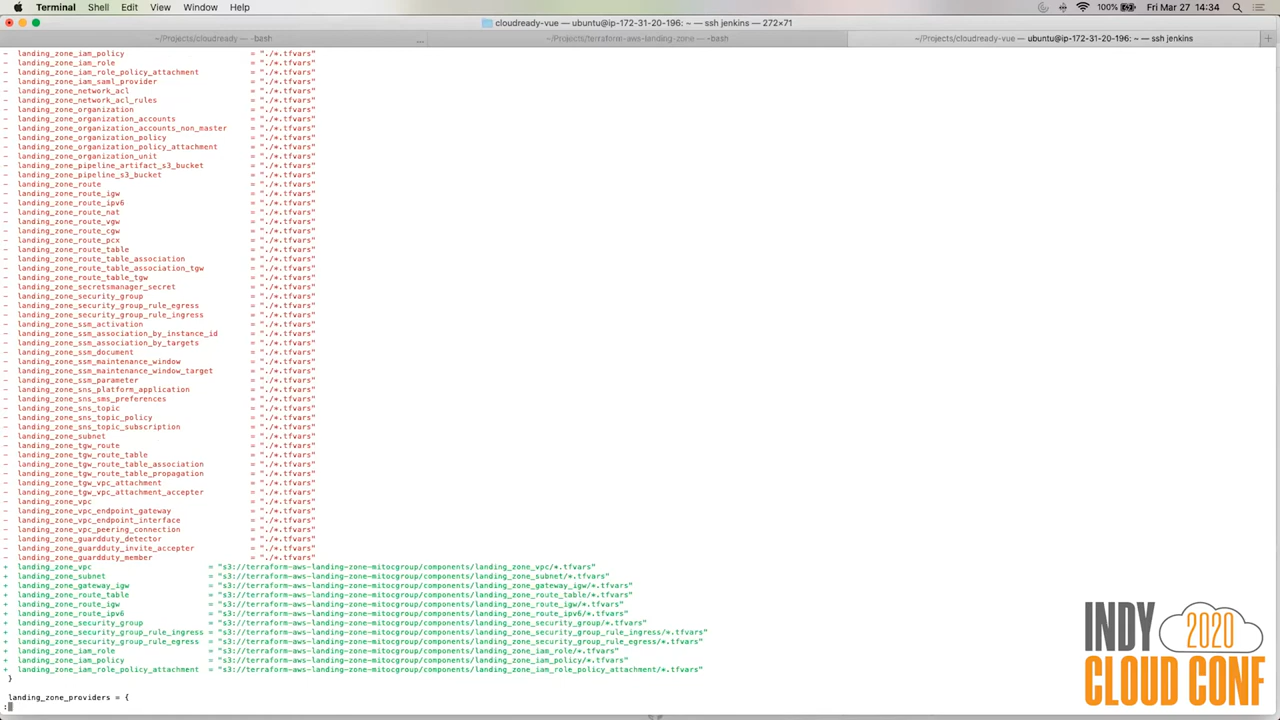 Terminal Shell Edit View Window Help 100% Fri Mar 27 14:34
cloudready-vue — ubuntu@ip-172-31-20-196: ~ — ssh jenkins — 272×71
~/Projects/cloudready — -bash ... ~/Projects/terraform-aws-landing-zone — -bash ~/Projects/cloudready-vue — ubuntu@ip-172-31-20-196: ~ — ssh jenkins +
- landing_zone_iam_policy = "./*.tfvars"
- landing_zone_iam_role = "./*.tfvars"
- landing_zone_iam_role_policy_attachment = "./*.tfvars"
- landing_zone_iam_saml_provider = "./*.tfvars"
- landing_zone_network_acl = "./*.tfvars"
- landing_zone_network_acl_rules = "./*.tfvars"
- landing_zone_organization = "./*.tfvars"
- landing_zone_organization_accounts = "./*.tfvars"
- landing_zone_organization_accounts_non_master = "./*.tfvars"
- landing_zone_organization_policy = "./*.tfvars"
- landing_zone_organization_policy_attachment = "./*.tfvars"
- landing_zone_organization_unit = "./*.tfvars"
- landing_zone_pipeline_artifact_s3_bucket = "./*.tfvars"
- landing_zone_pipeline_s3_bucket = "./*.tfvars"
- landing_zone_route = "./*.tfvars"
- landing_zone_route_igw = "./*.tfvars"
- landing_zone_route_ipv6 = "./*.tfvars"
- landing_zone_route_nat = "./*.tfvars"
- landing_zone_route_vgw = "./*.tfvars"
- landing_zone_route_cgw = "./*.tfvars"
- landing_zone_route_pcx = "./*.tfvars"
- landing_zone_route_table = "./*.tfvars"
- landing_zone_route_table_association = "./*.tfvars"
- landing_zone_route_table_association_tgw = "./*.tfvars"
- landing_zone_route_table_tgw = "./*.tfvars"
- landing_zone_secretsmanager_secret = "./*.tfvars"
- landing_zone_security_group = "./*.tfvars"
- landing_zone_security_group_rule_egress = "./*.tfvars"
- landing_zone_security_group_rule_ingress = "./*.tfvars"
- landing_zone_ssm_activation = "./*.tfvars"
- landing_zone_ssm_association_by_instance_id = "./*.tfvars"
- landing_zone_ssm_association_by_targets = "./*.tfvars"
- landing_zone_ssm_document = "./*.tfvars"
- landing_zone_ssm_maintenance_window = "./*.tfvars"
- landing_zone_ssm_maintenance_window_target = "./*.tfvars"
- landing_zone_ssm_parameter = "./*.tfvars"
- landing_zone_sns_platform_application = "./*.tfvars"
- landing_zone_sns_sms_preferences = "./*.tfvars"
- landing_zone_sns_topic = "./*.tfvars"
- landing_zone_sns_topic_policy = "./*.tfvars"
- landing_zone_sns_topic_subscription = "./*.tfvars"
- landing_zone_subnet = "./*.tfvars"
- landing_zone_tgw_route = "./*.tfvars"
- landing_zone_tgw_route_table = "./*.tfvars"
- landing_zone_tgw_route_table_association = "./*.tfvars"
- landing_zone_tgw_route_table_propagation = "./*.tfvars"
- landing_zone_tgw_vpc_attachment = "./*.tfvars"
- landing_zone_tgw_vpc_attachment_accepter = "./*.tfvars"
- landing_zone_vpc = "./*.tfvars"
- landing_zone_vpc_endpoint_gateway = "./*.tfvars"
- landing_zone_vpc_endpoint_interface = "./*.tfvars"
- landing_zone_vpc_peering_connection = "./*.tfvars"
- landing_zone_guardduty_detector = "./*.tfvars"
- landing_zone_guardduty_invite_accepter = "./*.tfvars"
- landing_zone_guardduty_member = "./*.tfvars"
+ landing_zone_vpc = "s3://terraform-aws-landing-zone-mitocgroup/components/landing_zone_vpc/*.tfvars"
+ landing_zone_subnet = "s3://terraform-aws-landing-zone-mitocgroup/components/landing_zone_subnet/*.tfvars"
+ landing_zone_gateway_igw = "s3://terraform-aws-landing-zone-mitocgroup/components/landing_zone_gateway_igw/*.tfvars"
+ landing_zone_route_table = "s3://terraform-aws-landing-zone-mitocgroup/components/landing_zone_route_table/*.tfvars"
+ landing_zone_route_igw = "s3://terraform-aws-landing-zone-mitocgroup/components/landing_zone_route_igw/*.tfvars"
+ landing_zone_route_ipv6 = "s3://terraform-aws-landing-zone-mitocgroup/components/landing_zone_route_ipv6/*.tfvars"
+ landing_zone_security_group = "s3://terraform-aws-landing-zone-mitocgroup/components/landing_zone_security_group/*.tfvars"
+ landing_zone_security_group_rule_ingress = "s3://terraform-aws-landing-zone-mitocgroup/components/landing_zone_security_group_rule_ingress/*.tfvars"
+ landing_zone_security_group_rule_egress = "s3://terraform-aws-landing-zone-mitocgroup/components/landing_zone_security_group_rule_egress/*.tfvars"
+ landing_zone_iam_role = "s3://terraform-aws-landing-zone-mitocgroup/components/landing_zone_iam_role/*.tfvars"
+ landing_zone_iam_policy = "s3://terraform-aws-landing-zone-mitocgroup/components/landing_zone_iam_policy/*.tfvars"
+ landing_zone_iam_role_policy_attachment = "s3://terraform-aws-landing-zone-mitocgroup/components/landing_zone_iam_role_policy_attachment/*.tfvars"
}
landing_zone_providers = {
:
INDY 2020
CLOUD CONF